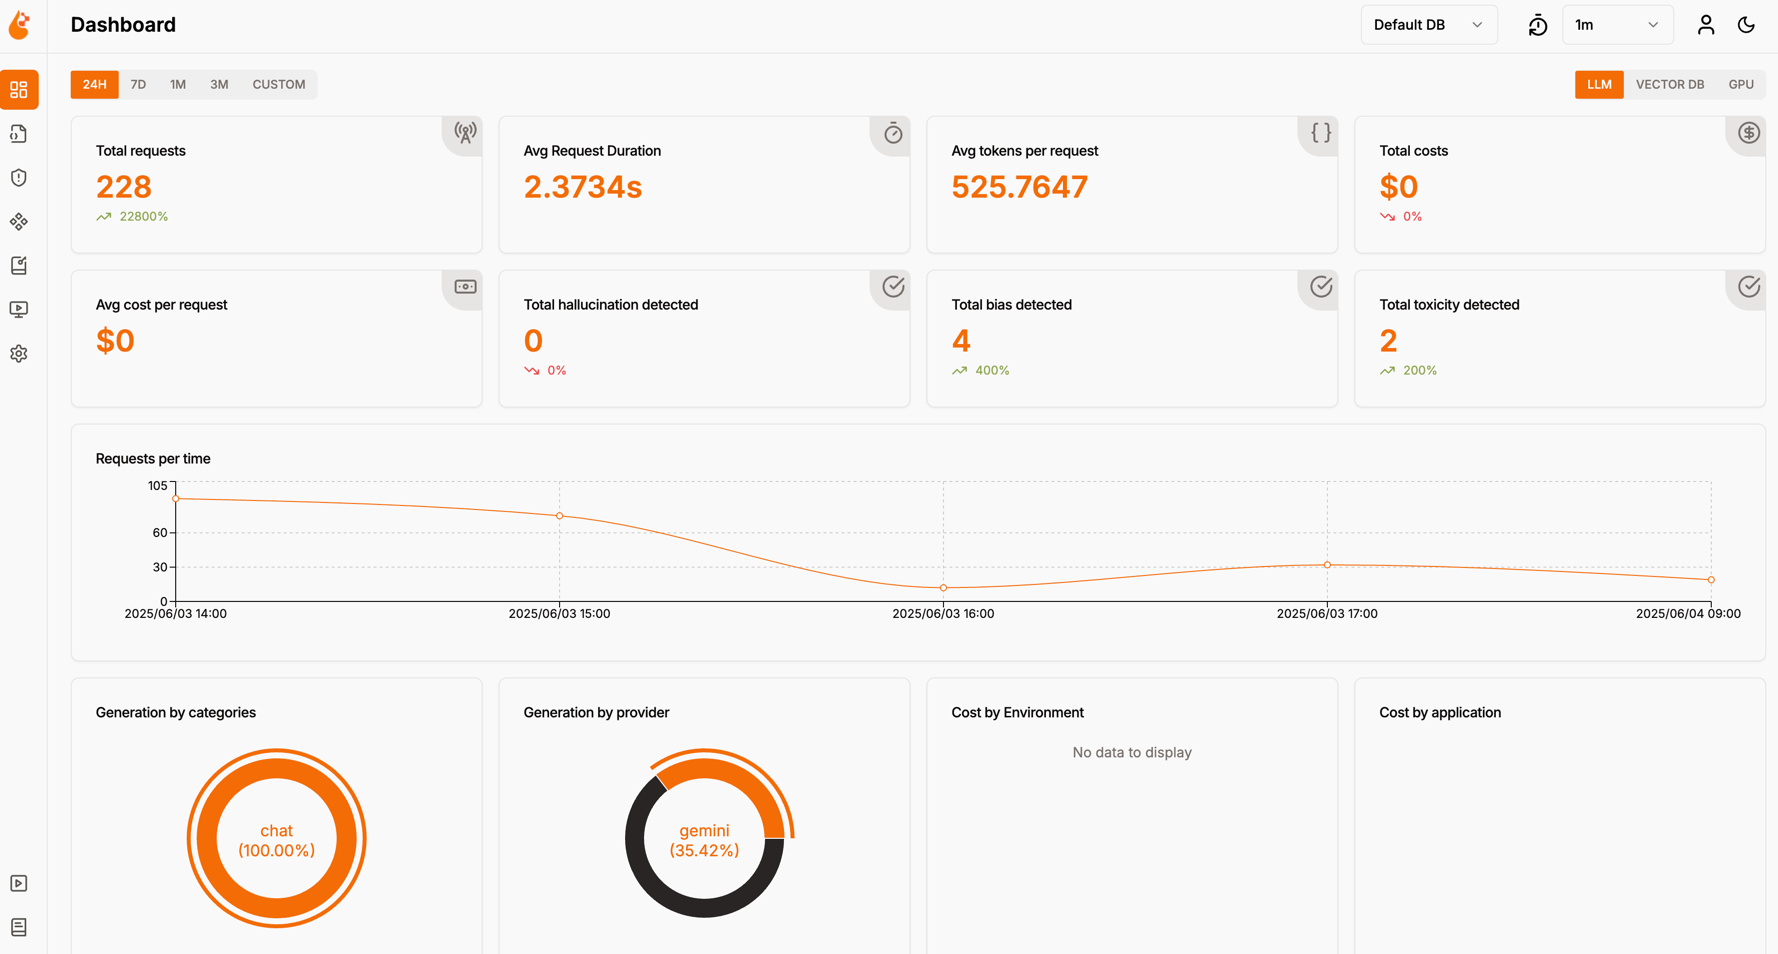 Dashboard
Default DB
1m
24H 7D 1M 3M CUSTOM
LLM VECTOR DB GPU
Total requests
228
22800%
Avg Request Duration
2.3734s
Avg tokens per request
525.7647
Total costs
$0
0%
Avg cost per request
$0
Total hallucination detected
0
0%
Total bias detected
4
400%
Total toxicity detected
2
200%
Requests per time
105
60
30
0
2025/06/03 14:00 2025/06/03 15:00 2025/06/03 16:00 2025/06/03 17:00 2025/06/04 09:00
Generation by categories
chat
(100.00%)
Generation by provider
gemini
(35.42%)
Cost by Environment
No data to display
Cost by application